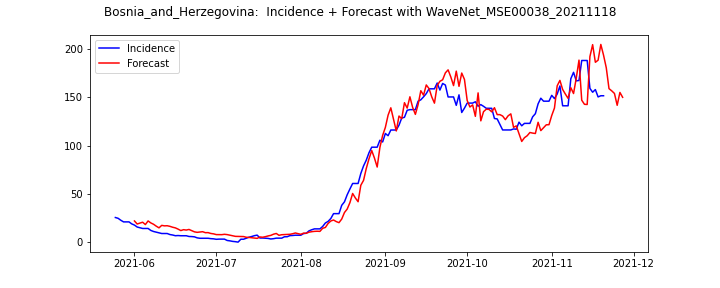 Bosnia_and_Herzegovina:  Incidence + Forecast with WaveNet_MSE00038_20211118
Incidence
Forecast
200
150
100
50
0
2021-06 2021-07 2021-08 2021-09 2021-10 2021-11 2021-12